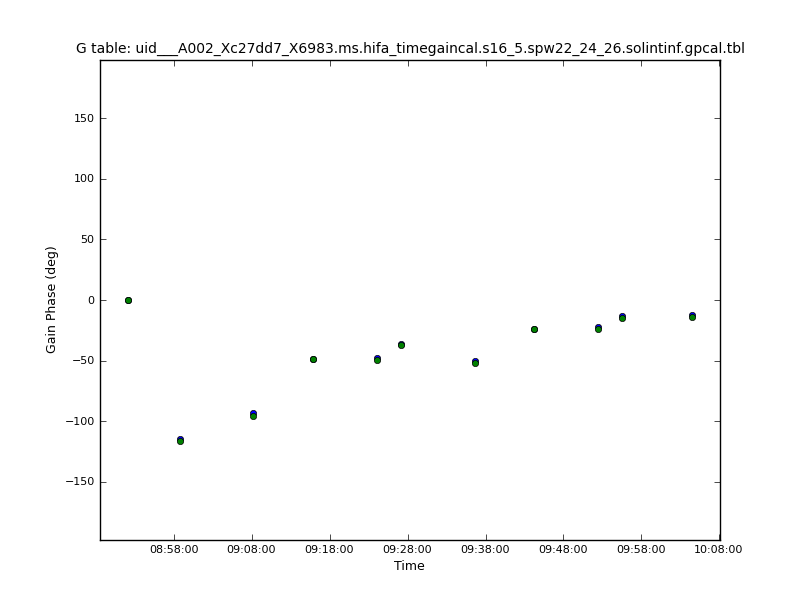 G table: uid___A002_Xc27dd7_X6983.ms.hifa_timegaincal.s16_5.spw22_24_26.solintinf.gpcal.tbl
150
100
50
0
−50
−100
−150
Gain Phase (deg)
08:58:00 09:08:00 09:18:00 09:28:00 09:38:00 09:48:00 09:58:00 10:08:00
Time